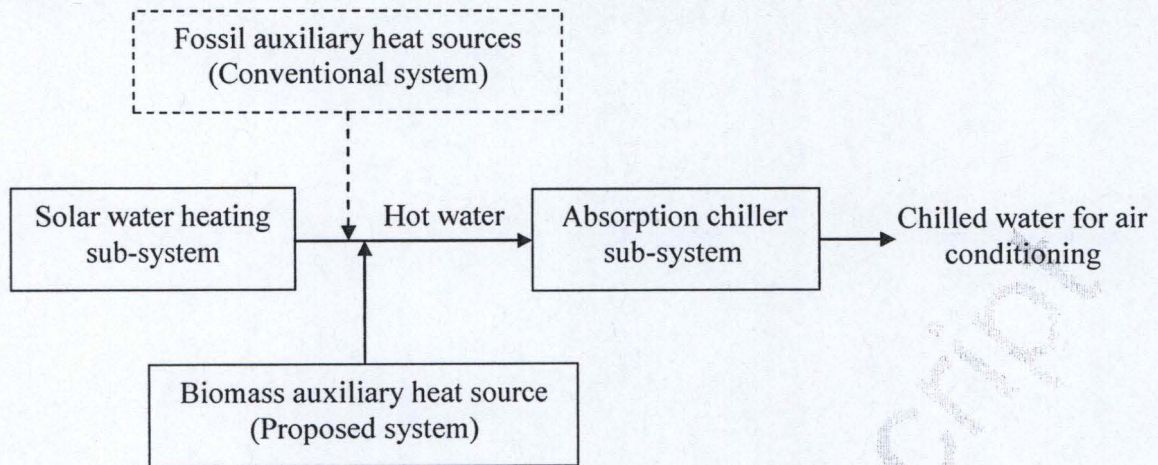 Fossil auxiliary heat sources
(Conventional system)
Solar water heating
sub-system
Hot water
Absorption chiller
sub-system
Chilled water for air
conditioning
Biomass auxiliary heat source
(Proposed system)
cript